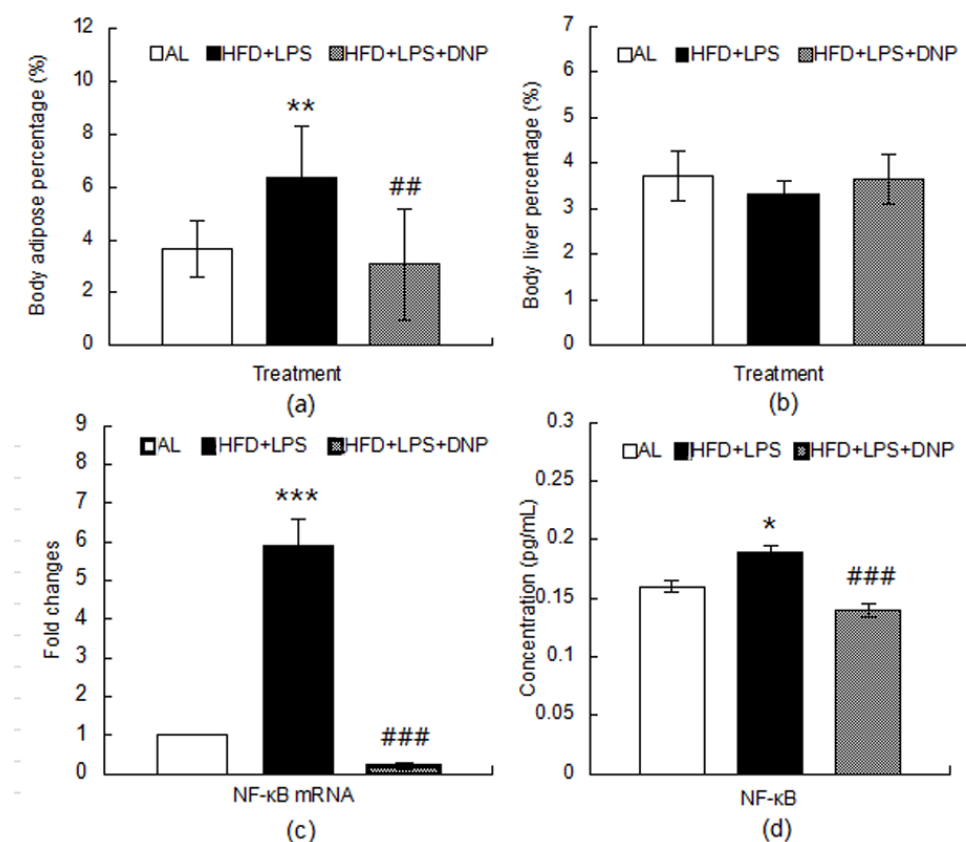 12
10
8
6
4
2
0
Body adipose percentage (%)
AL HFD+LPS HFD+LPS+DNP
**
##
Treatment
(a)
7
6
5
4
3
2
1
0
Body liver percentage (%)
AL HFD+LPS HFD+LPS+DNP
Treatment
(b)
9
8
7
6
5
4
3
2
1
0
Fold changes
AL HFD+LPS HFD+LPS+DNP
***
###
NF-κB mRNA
(c)
0.3
0.25
0.2
0.15
0.1
0.05
0
Concentration (pg/mL)
AL HFD+LPS HFD+LPS+DNP
*
###
NF-κB
(d)